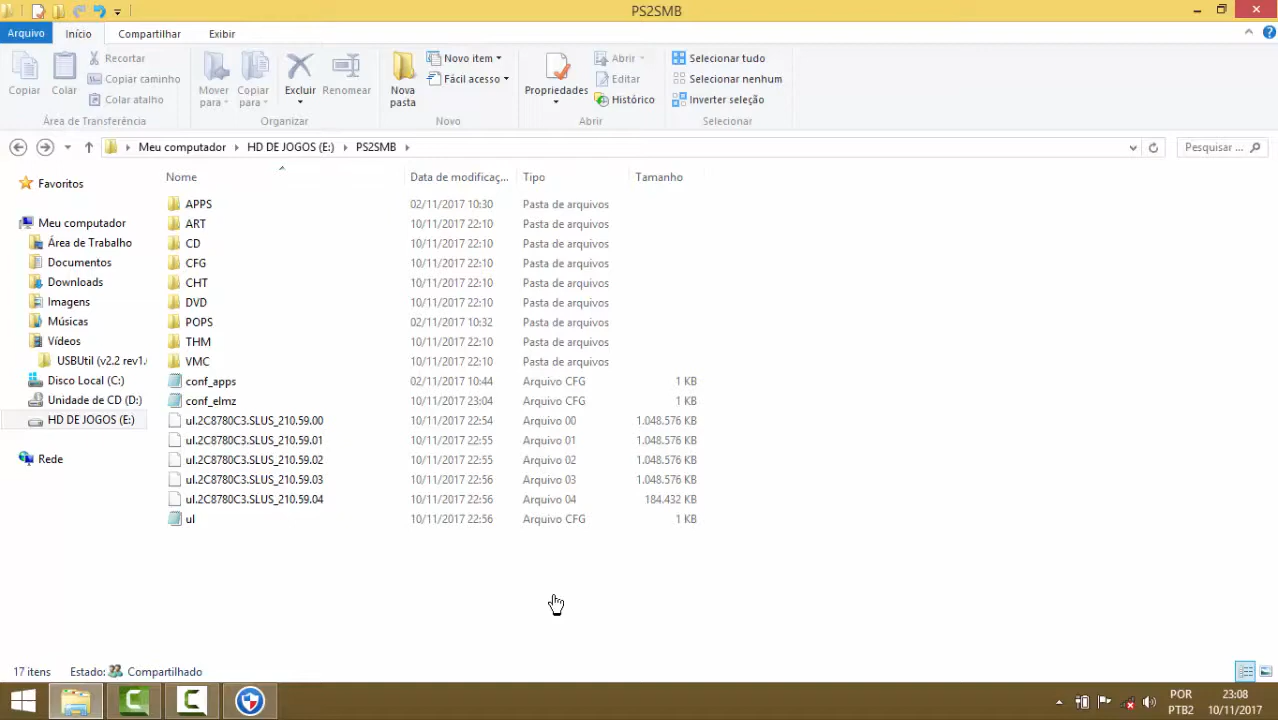 PS2SMB
Arquivo Início Compartilhar Exibir
Copiar
Colar
Recortar
Copiar caminho
Colar atalho
Área de Transferência
Mover para
Copiar para
Excluir
Renomear
Organizar
Nova pasta
Novo item
Fácil acesso
Novo
Propriedades
Abrir
Editar
Histórico
Abrir
Selecionar tudo
Selecionar nenhum
Inverter seleção
Selecionar
Meu computador HD DE JOGOS (E:) PS2SMB
Pesquisar ...
Favoritos
Meu computador
Área de Trabalho
Documentos
Downloads
Imagens
Músicas
Vídeos
USBUtil (v2.2 rev1.
Disco Local (C:)
Unidade de CD (D:)
HD DE JOGOS (E:)
Rede
Nome Data de modificaç... Tipo Tamanho
APPS 02/11/2017 10:30 Pasta de arquivos
ART 10/11/2017 22:10 Pasta de arquivos
CD 10/11/2017 22:10 Pasta de arquivos
CFG 10/11/2017 22:10 Pasta de arquivos
CHT 10/11/2017 22:10 Pasta de arquivos
DVD 10/11/2017 22:10 Pasta de arquivos
POPS 02/11/2017 10:32 Pasta de arquivos
THM 10/11/2017 22:10 Pasta de arquivos
VMC 10/11/2017 22:10 Pasta de arquivos
conf_apps 02/11/2017 10:44 Arquivo CFG 1 KB
conf_elmz 10/11/2017 23:04 Arquivo CFG 1 KB
ul.2C8780C3.SLUS_210.59.00 10/11/2017 22:54 Arquivo 00 1.048.576 KB
ul.2C8780C3.SLUS_210.59.01 10/11/2017 22:55 Arquivo 01 1.048.576 KB
ul.2C8780C3.SLUS_210.59.02 10/11/2017 22:55 Arquivo 02 1.048.576 KB
ul.2C8780C3.SLUS_210.59.03 10/11/2017 22:56 Arquivo 03 1.048.576 KB
ul.2C8780C3.SLUS_210.59.04 10/11/2017 22:56 Arquivo 04 184.432 KB
ul 10/11/2017 22:56 Arquivo CFG 1 KB
17 itens Estado: Compartilhado
POR
PTB2
23:08
10/11/2017